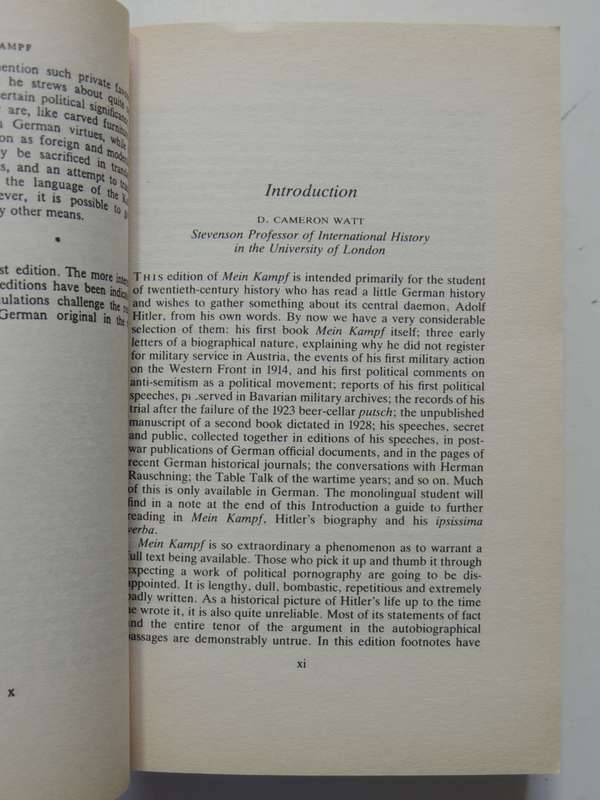 AMPF
mention such private
he strews about quite
certain political
are, like carved
German virtues, while
as foreign and
be sacrificed in
and an attempt to
the language of the
it is possible to
other means.
*
edition. The more
editions have been
challenge the
German original in the
x
Introduction
D. CAMERON WATT
Stevenson Professor of International History
in the University of London
THIS edition of Mein Kampf is intended primarily for the student
of twentieth-century history who has read a little German history
and wishes to gather something about its central daemon, Adolf
Hitler, from his own words. By now we have a very considerable
selection of them: his first book Mein Kampf itself; three early
letters of a biographical nature, explaining why he did not register
for military service in Austria, the events of his first military action
on the Western Front in 1914, and his first political comments on
anti-semitism as a political movement; reports of his first political
speeches, pr served in Bavarian military archives; the records of his
trial after the failure of the 1923 beer-cellar putsch; the unpublished
manuscript of a second book dictated in 1928; his speeches, secret
and public, collected together in editions of his speeches, in post-
war publications of German official documents, and in the pages of
recent German historical journals; the conversations with Herman
Rauschning; the Table Talk of the wartime years; and so on. Much
of this is only available in German. The monolingual student will
find in a note at the end of this Introduction a guide to further
reading in Mein Kampf, Hitler's biography and his ipsissima
verba.
Mein Kampf is so extraordinary a phenomenon as to warrant a
full text being available. Those who pick it up and thumb it through
expecting a work of political pornography are going to be dis-
appointed. It is lengthy, dull, bombastic, repetitious and extremely
badly written. As a historical picture of Hitler's life up to the time
he wrote it, it is also quite unreliable. Most of its statements of fact
and the entire tenor of the argument in the autobiographical
passages are demonstrably untrue. In this edition footnotes have
xi